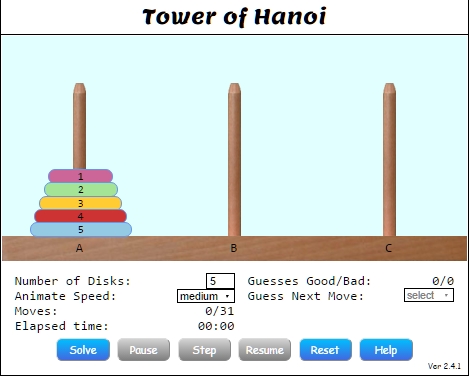 Tower of Hanoi
1
2
3
4
5
A B C
Number of Disks: 5 Guesses Good/Bad: 0/0
Animate Speed: medium Guess Next Move: select
Moves: 0/31
Elapsed time: 00:00
Solve Pause Step Resume Reset Help
Ver 2.4.1